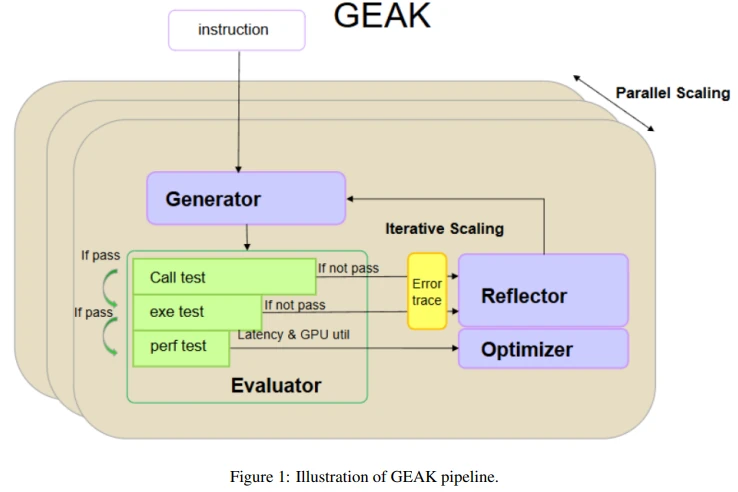 GEAK
instruction
Parallel Scaling
Generator
Iterative Scaling
If pass
Call test
If not pass
Error
trace
Reflector
If pass
exe test
If not pass
perf test
Latency & GPU util
Optimizer
Evaluator
Figure 1: Illustration of GEAK pipeline.